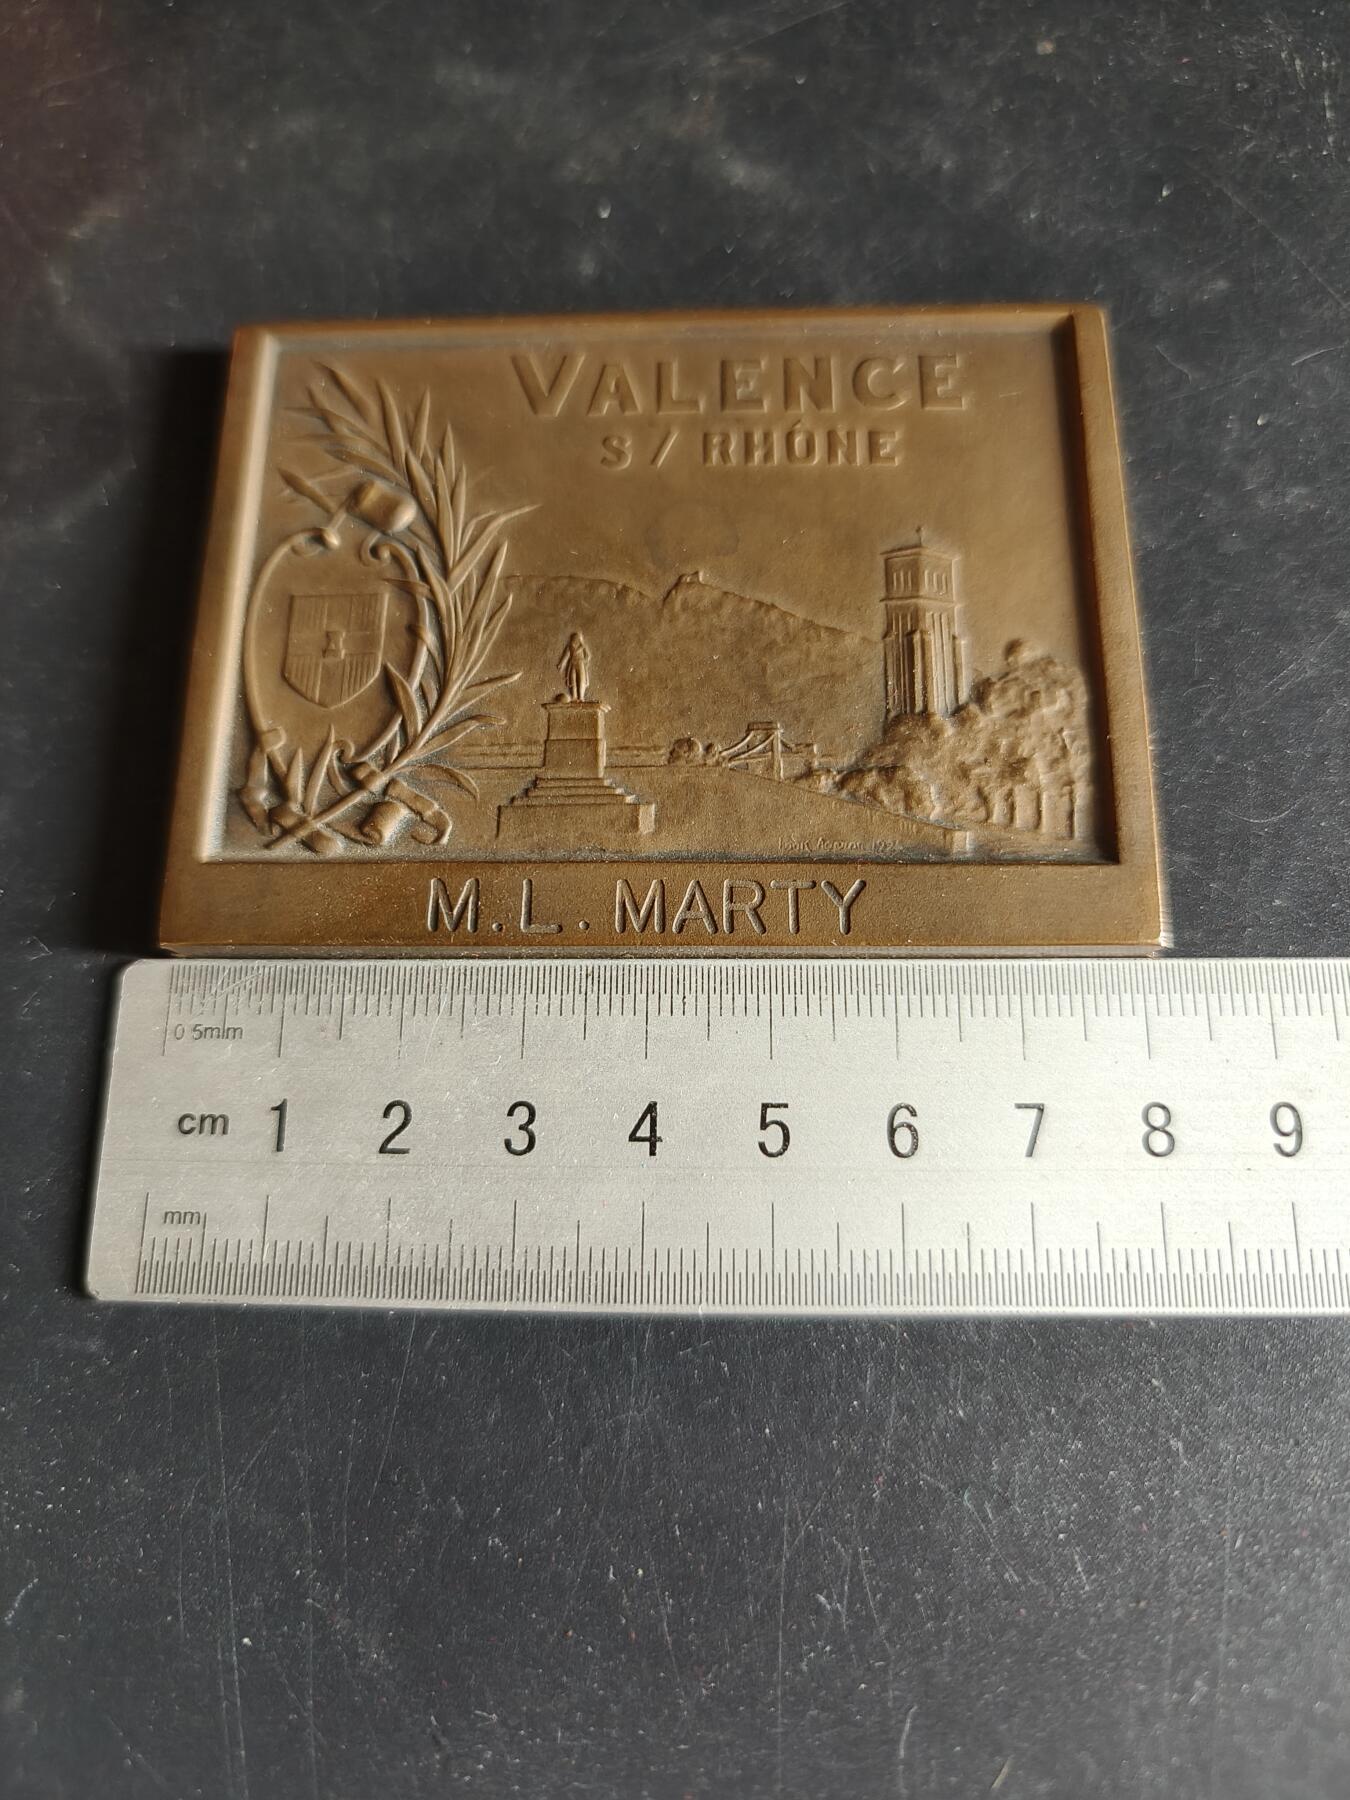 VALENCE
S / RHÔNE
M. L. MARTY
0.5mm
cm 1 2 3 4 5 6 7 8 9
mm